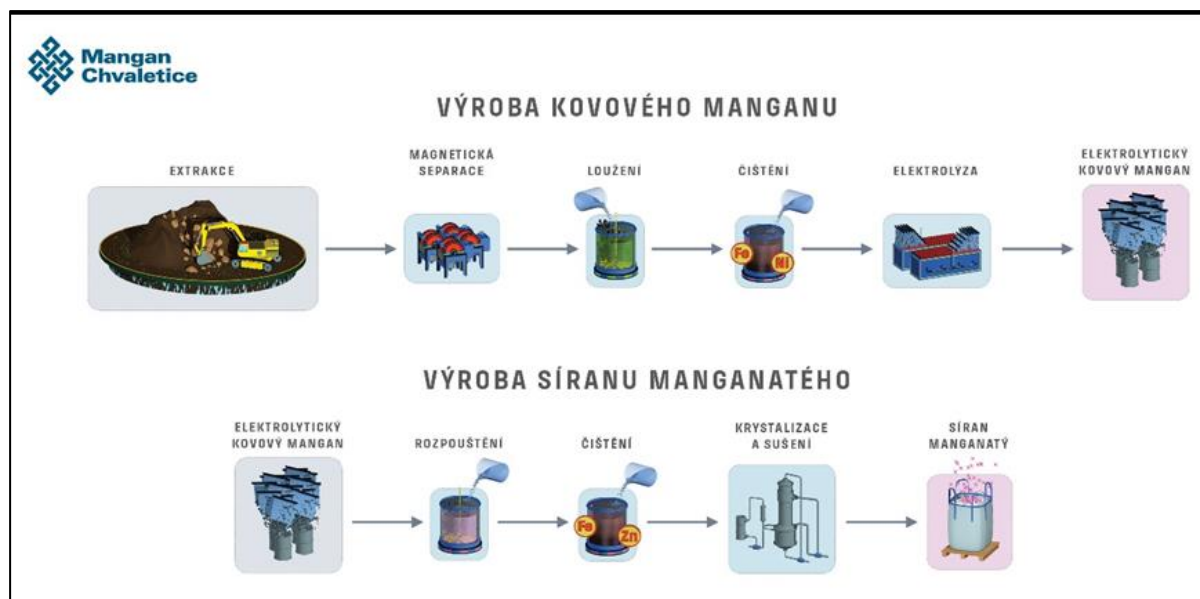 Mangan
Chvaletice
VÝROBA KOVOVÉHO MANGANU
EXTRAKCE
MAGNETICKÁ
SEPARACE
LOUŽENÍ
ČIŠTĚNÍ
ELEKTROLÝZA
ELEKTROLYTICKÝ
KOVOVÝ MANGAN
Fe
Ni
VÝROBA SÍRANU MANGANATÉHO
ELEKTROLYTICKÝ
KOVOVÝ MANGAN
ROZPOUŠTĚNÍ
ČIŠTĚNÍ
KRYSTALIZACE
A SUŠENÍ
SÍRAN
MANGANATÝ
Fe
Zn